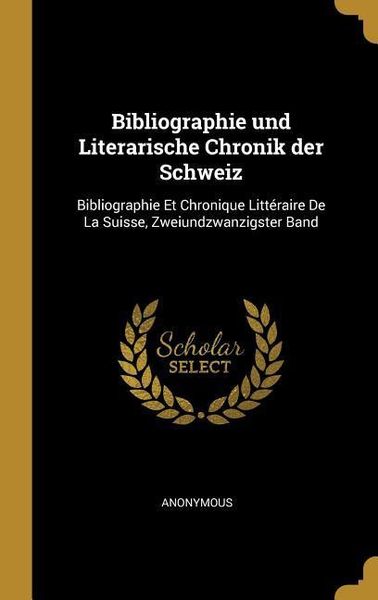 Bibliographie und
Literarische Chronik der
Schweiz
Bibliographie Et Chronique Littéraire De
La Suisse, Zweiundzwanzigster Band
Scholar
SELECT
ANONYMOUS